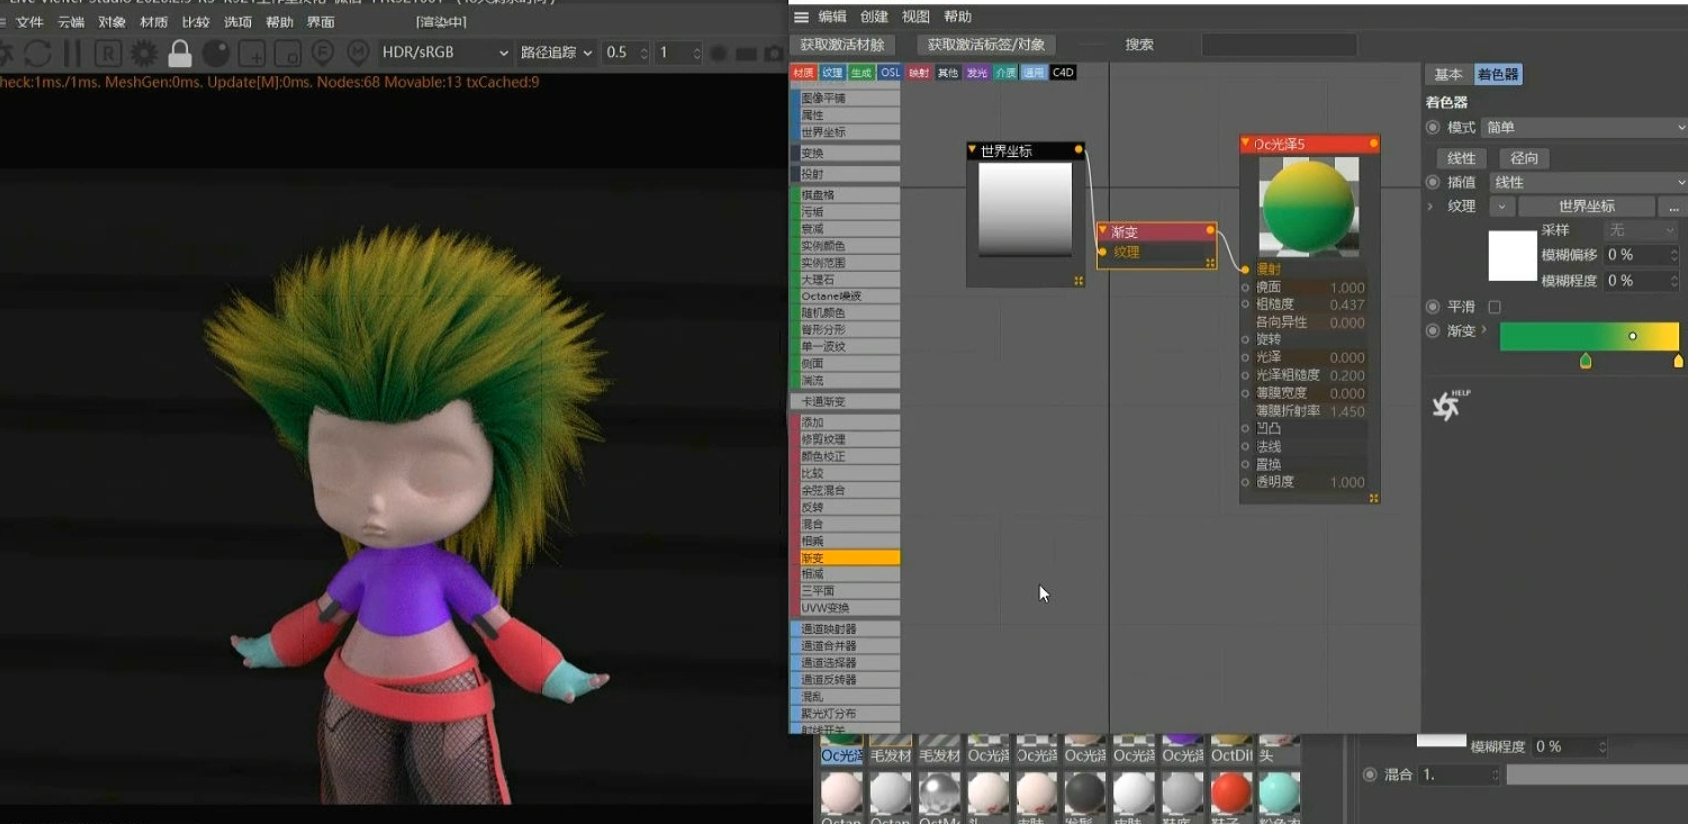 文件 云端 对象 材质 比较 选项 帮助 界面 [渲染中]
HDR/sRGB 路径追踪 0.5 1
heck:1ms./1ms. MeshGen:0ms. Update[M]:0ms. Nodes:68 Movable:13 txCached:9
编辑 创建 视图 帮助
获取激活材除 获取激活标签/对象 搜索
材质 纹理 生成 OSL 映射 其他 发光 介质 通用 C4D
图像平铺
属性
世界坐标
变换
投射
棋盘格
污垢
衰减
实例颜色
实例范围
大理石
Octane噪波
随机颜色
脊形分形
单一波纹
侧面
湍流
卡通渐变
添加
修剪纹理
颜色校正
比较
余弦混合
反转
混合
相乘
渐变
相减
三平面
UVW变换
通道映射器
通道合并器
通道选择器
通道反转器
混乱
聚光灯分布
射线开关
世界坐标
渐变
纹理
Oc光泽5
漫射
镜面 1.000
粗糙度 0.437
各向异性 0.000
旋转
光泽 0.000
光泽粗糙度 0.200
薄膜宽度 0.000
薄膜折射率 1.450
凹凸
法线
置换
透明度 1.000
基本 着色器
着色器
模式 简单
线性 径向
插值 线性
纹理 世界坐标 ...
采样 无
模糊偏移 0 %
模糊程度 0 %
平滑
渐变
HELP
Oc光泽 毛发材 毛发材 Oc光泽 Oc光泽 Oc光泽 Oc光泽 Oc光泽 OctDif 头
模糊程度 0 %
混合 1.